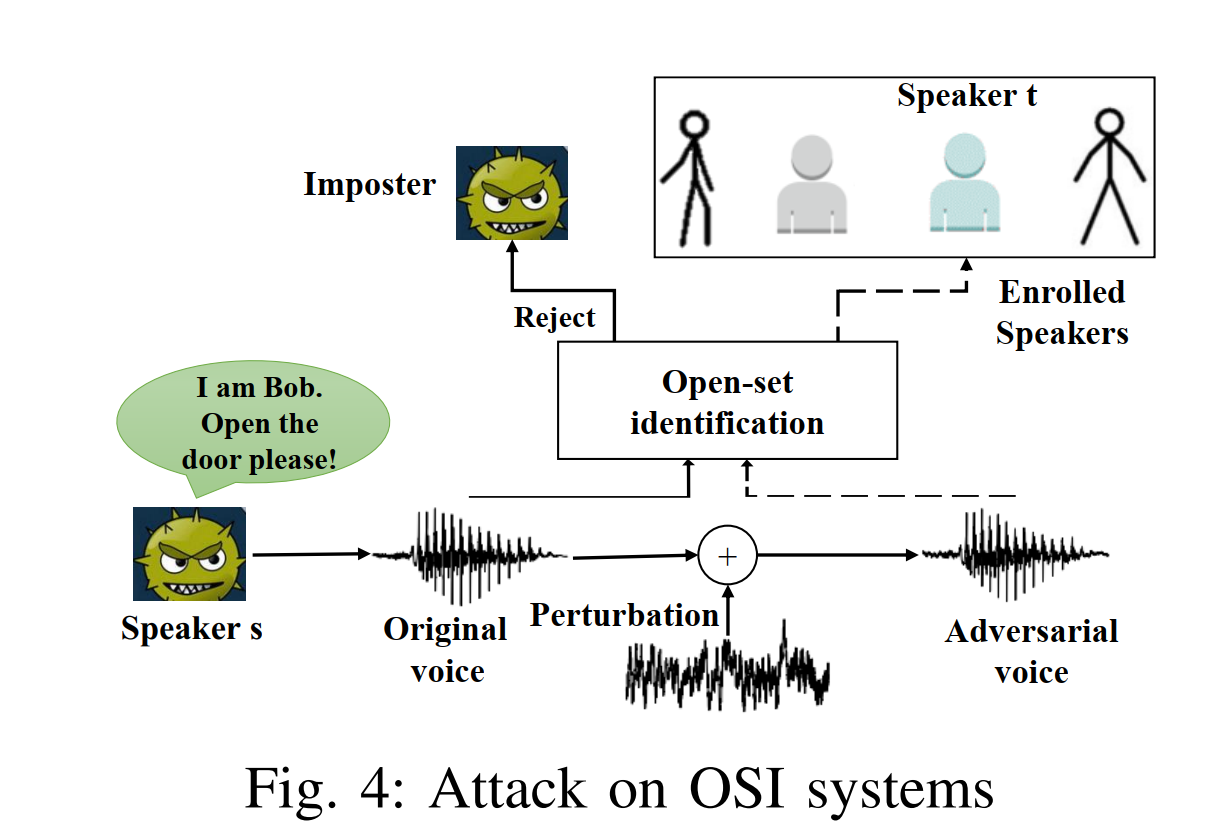 Speaker t
Imposter
Reject
Enrolled
Speakers
Open-set
identification
I am Bob.
Open the
door please!
+
Speaker s
Original
voice
Perturbation
Adversarial
voice
Fig. 4: Attack on OSI systems